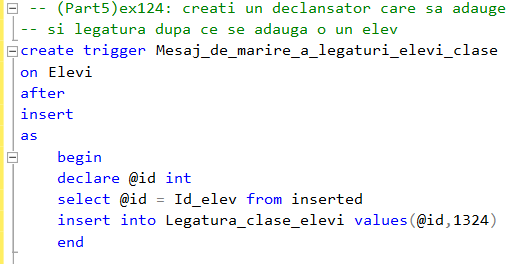 -- (Part5)ex124: creati un declansator care sa adauge
-- si legatura dupa ce se adauga o un elev
create trigger Mesaj_de_marire_a_legaturi_elevi_clase
on Elevi
after
insert
as
begin
declare @id int
select @id = Id_elev from inserted
insert into Legatura_clase_elevi values(@id,1324)
end